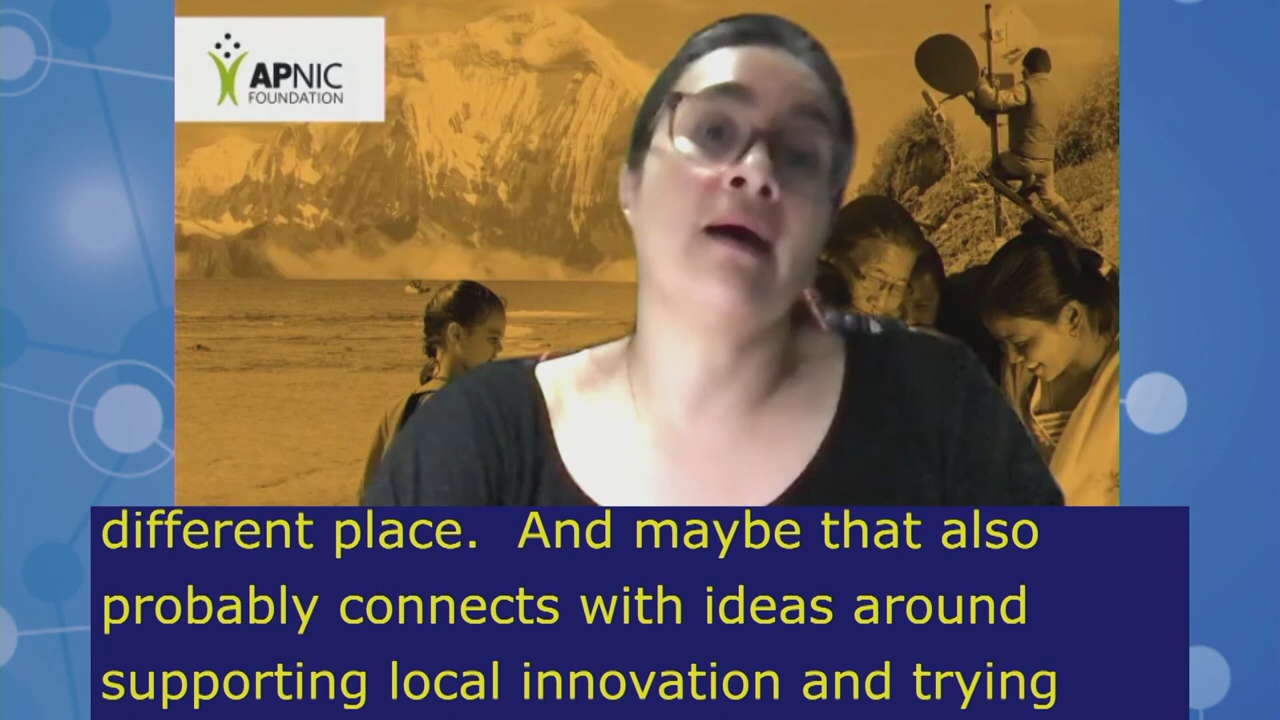 APNIC
FOUNDATION
different place.  And maybe that also
probably connects with ideas around
supporting local innovation and trying